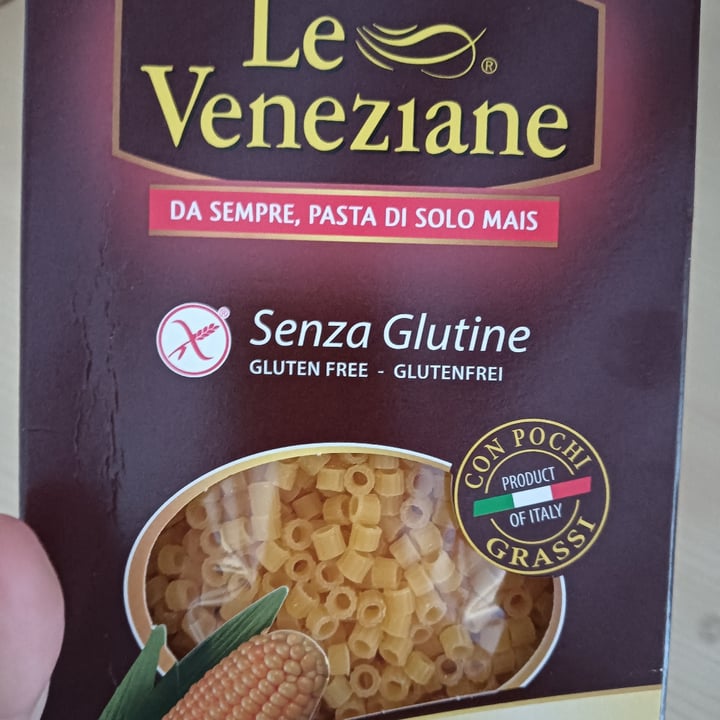 Le
Veneziane
®
DA SEMPRE, PASTA DI SOLO MAIS
®
Senza Glutine
GLUTEN FREE - GLUTENFREI
CON POCHI
PRODUCT
OF ITALY
GRASSI